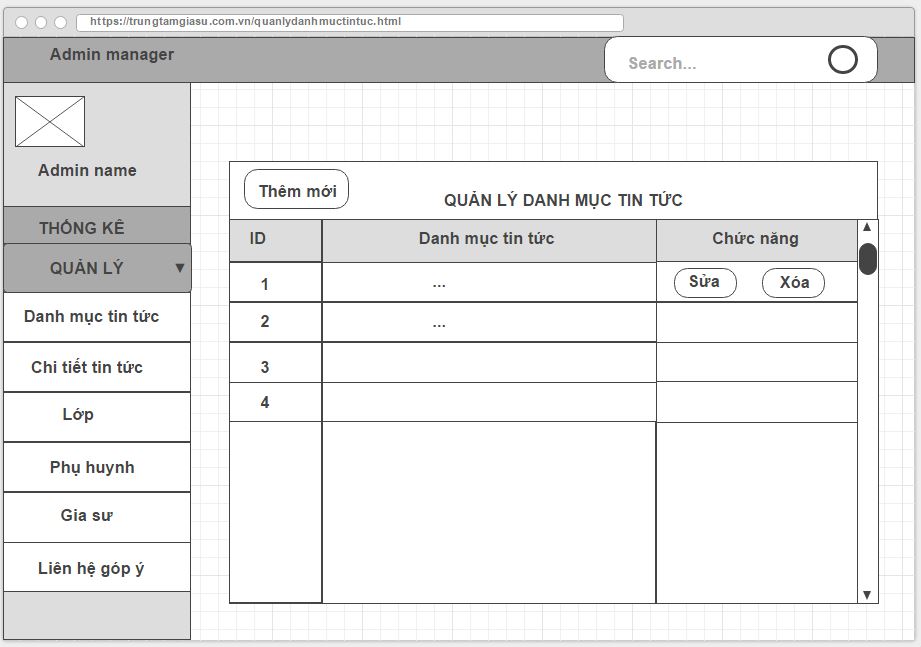 https://trungtamgiasu.com.vn/quanlydanhmuctintuc.html
Admin manager
Search...
Admin name
THỐNG KÊ
QUẢN LÝ
Danh mục tin tức
Chi tiết tin tức
Lớp
Phụ huynh
Gia sư
Liên hệ góp ý
Thêm mới
QUẢN LÝ DANH MỤC TIN TỨC
ID Danh mục tin tức Chức năng
1 ... Sửa Xóa
2 ...
3
4